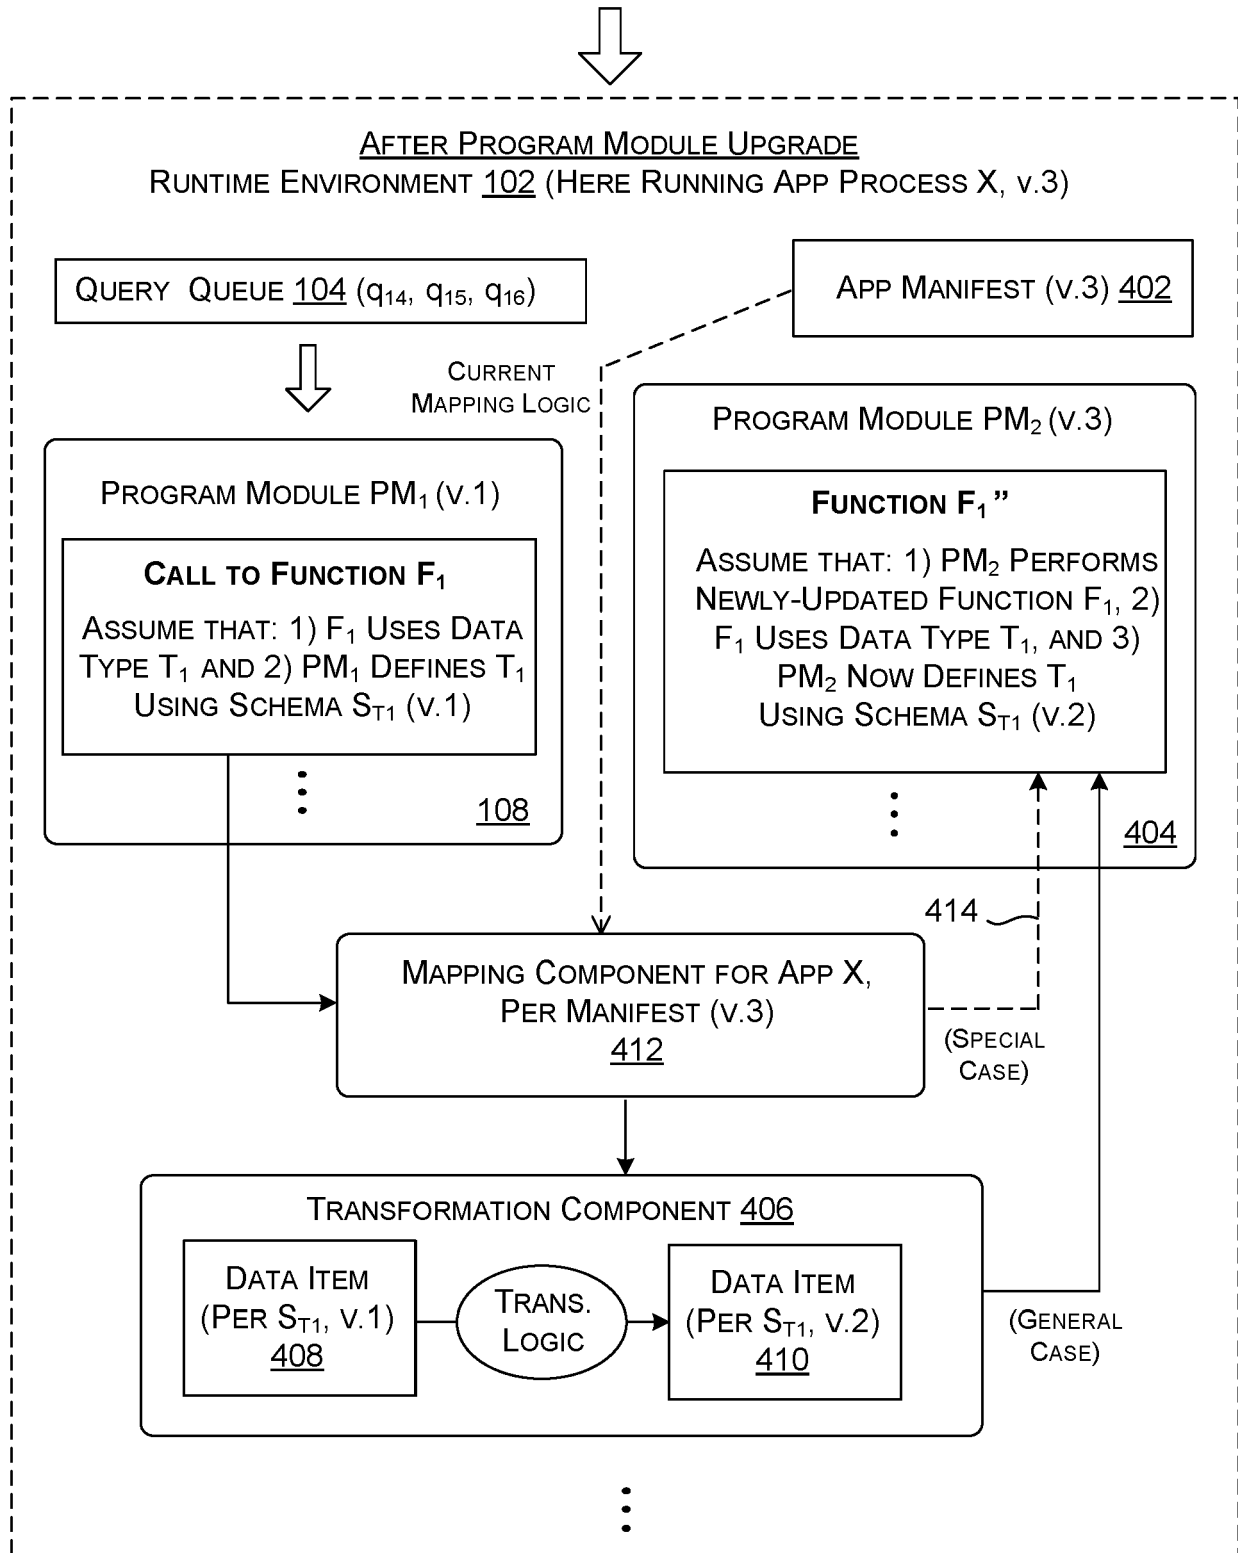 AFTER PROGRAM MODULE UPGRADE
RUNTIME ENVIRONMENT 102 (HERE RUNNING APP PROCESS X, V.3)
QUERY QUEUE 104 (q14, q15, q16)
APP MANIFEST (V.3) 402
CURRENT
MAPPING LOGIC
PROGRAM MODULE PM1 (V.1)
CALL TO FUNCTION F1
ASSUME THAT: 1) F1 USES DATA
TYPE T1 AND 2) PM1 DEFINES T1
USING SCHEMA ST1 (V.1)
108
PROGRAM MODULE PM2 (V.3)
FUNCTION F1”
ASSUME THAT: 1) PM2 PERFORMS
NEWLY-UPDATED FUNCTION F1, 2)
F1 USES DATA TYPE T1, AND 3)
PM2 NOW DEFINES T1
USING SCHEMA ST1 (V.2)
404
414
MAPPING COMPONENT FOR APP X,
PER MANIFEST (V.3)
412
(SPECIAL
CASE)
TRANSFORMATION COMPONENT 406
DATA ITEM
(PER ST1, V.1)
408
TRANS.
LOGIC
DATA ITEM
(PER ST1, V.2)
410
(GENERAL
CASE)